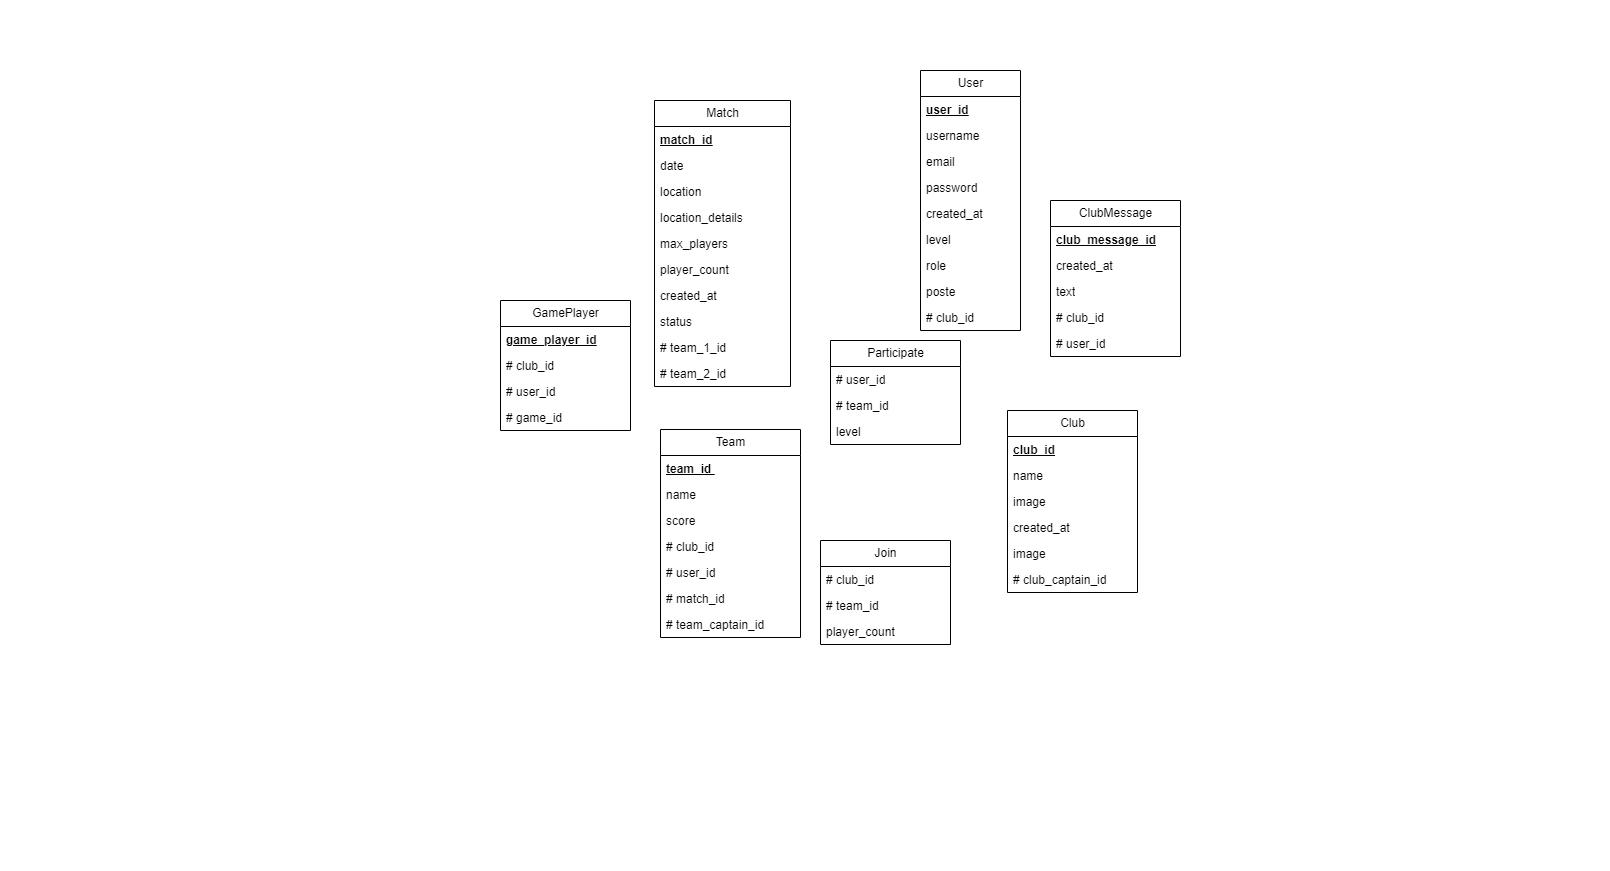 User
user_id
username
email
password
created_at
level
role
poste
# club_id
Match
match_id
date
location
location_details
max_players
player_count
created_at
status
# team_1_id
# team_2_id
ClubMessage
club_message_id
created_at
text
# club_id
# user_id
GamePlayer
game_player_id
# club_id
# user_id
# game_id
Participate
# user_id
# team_id
level
Club
club_id
name
image
created_at
image
# club_captain_id
Team
team_id
name
score
# club_id
# user_id
# match_id
# team_captain_id
Join
# club_id
# team_id
player_count